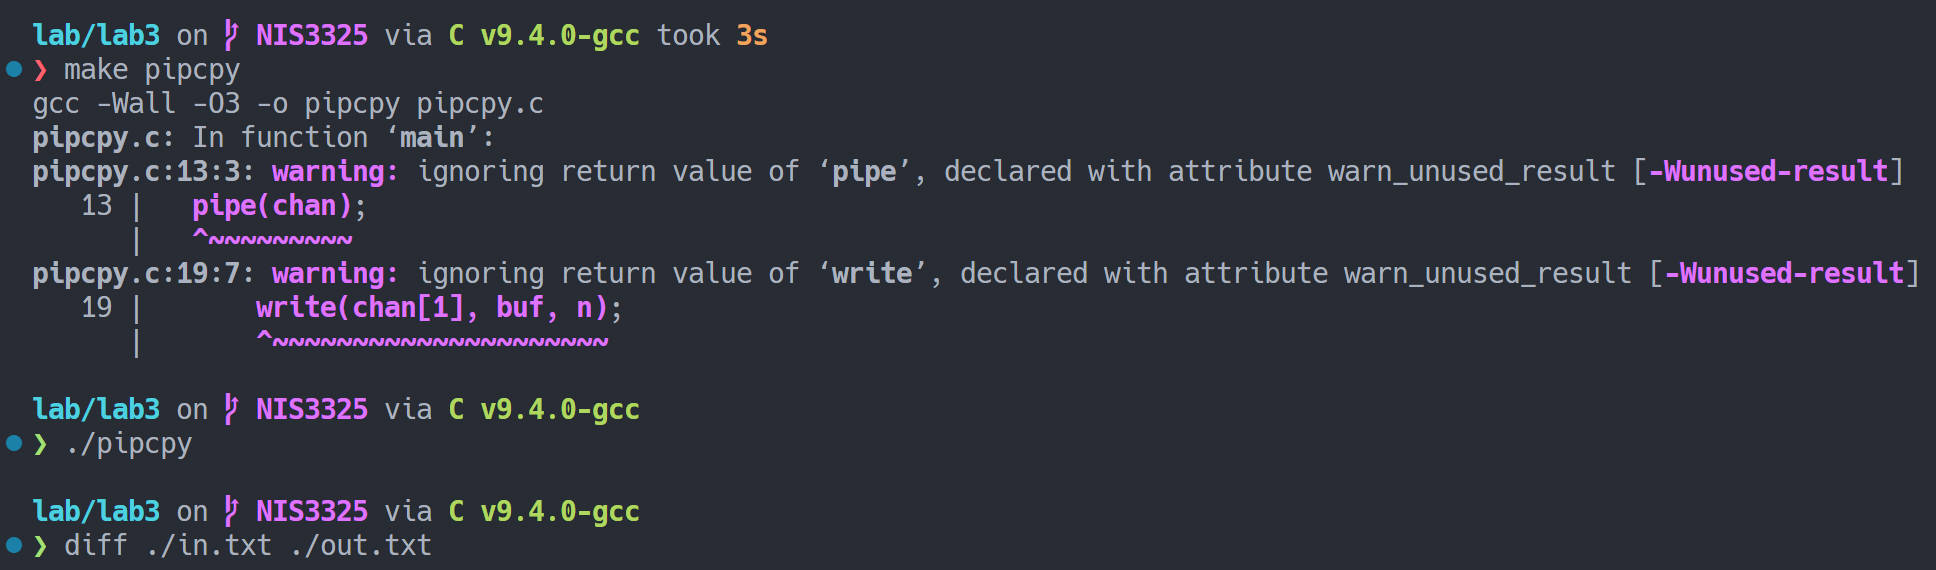 lab/lab3 on  NIS3325 via C v9.4.0-gcc took 3s
❯ make pipcpy
gcc -Wall -O3 -o pipcpy pipcpy.c
pipcpy.c: In function ‘main’:
pipcpy.c:13:3: warning: ignoring return value of ‘pipe’, declared with attribute warn_unused_result [-Wunused-result]
   13 |   pipe(chan);
      |   ^~~~~~~~~~
pipcpy.c:19:7: warning: ignoring return value of ‘write’, declared with attribute warn_unused_result [-Wunused-result]
   19 |       write(chan[1], buf, n);
      |       ^~~~~~~~~~~~~~~~~~~~~~
lab/lab3 on  NIS3325 via C v9.4.0-gcc
❯ ./pipcpy
lab/lab3 on  NIS3325 via C v9.4.0-gcc
❯ diff ./in.txt ./out.txt